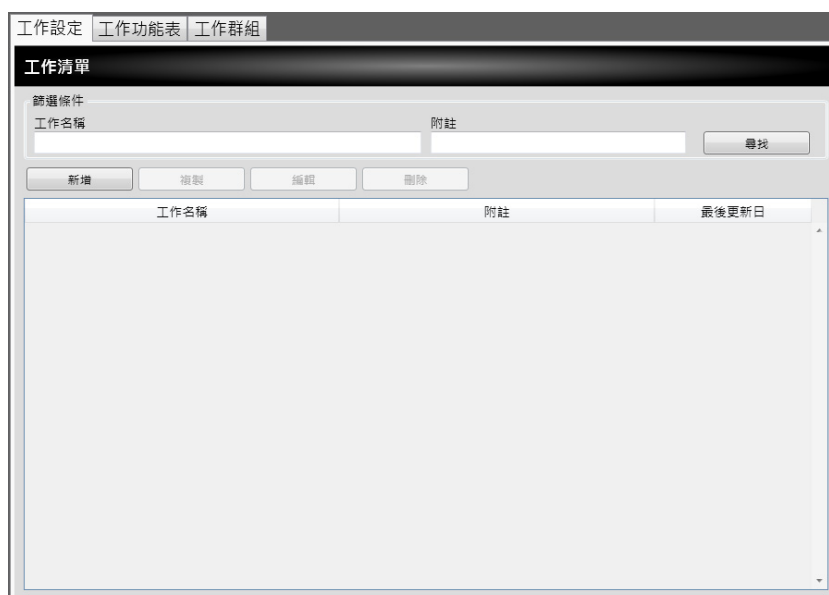 工作設定 工作功能表 工作群組
工作清單
篩選條件
工作名稱 附註
尋找
新增 複製 編輯 刪除
工作名稱 附註 最後更新日